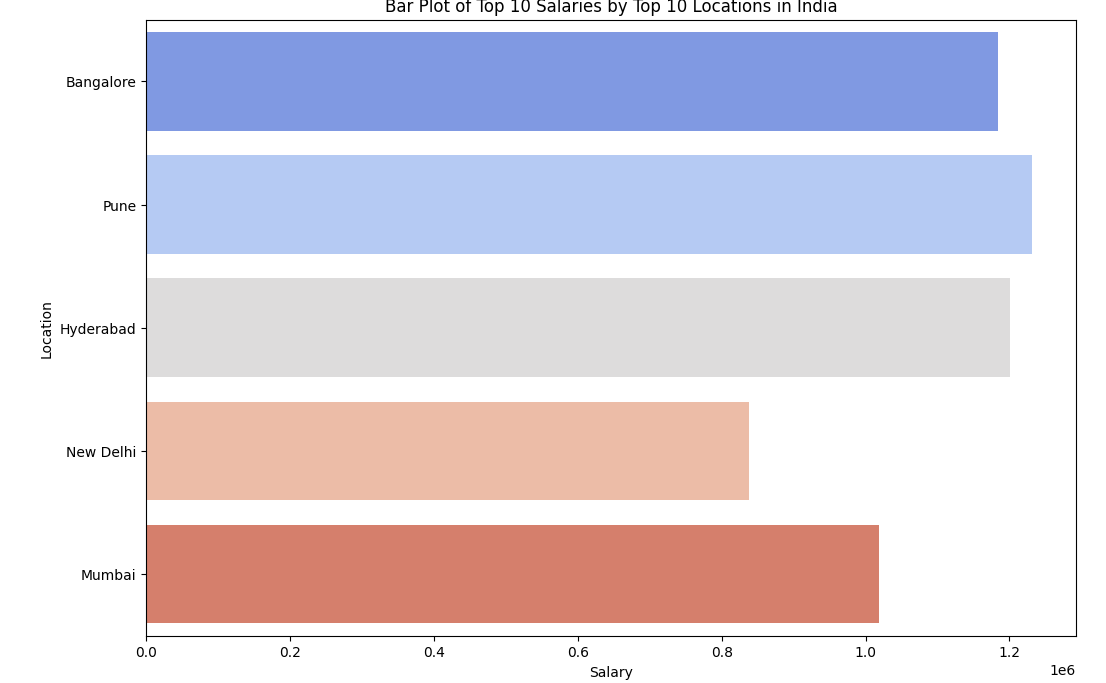 Bar Plot of Top 10 Salaries by Top 10 Locations in India
Location
Bangalore
Pune
Hyderabad
New Delhi
Mumbai
0.0 0.2 0.4 0.6 0.8 1.0 1.2
1e6
Salary